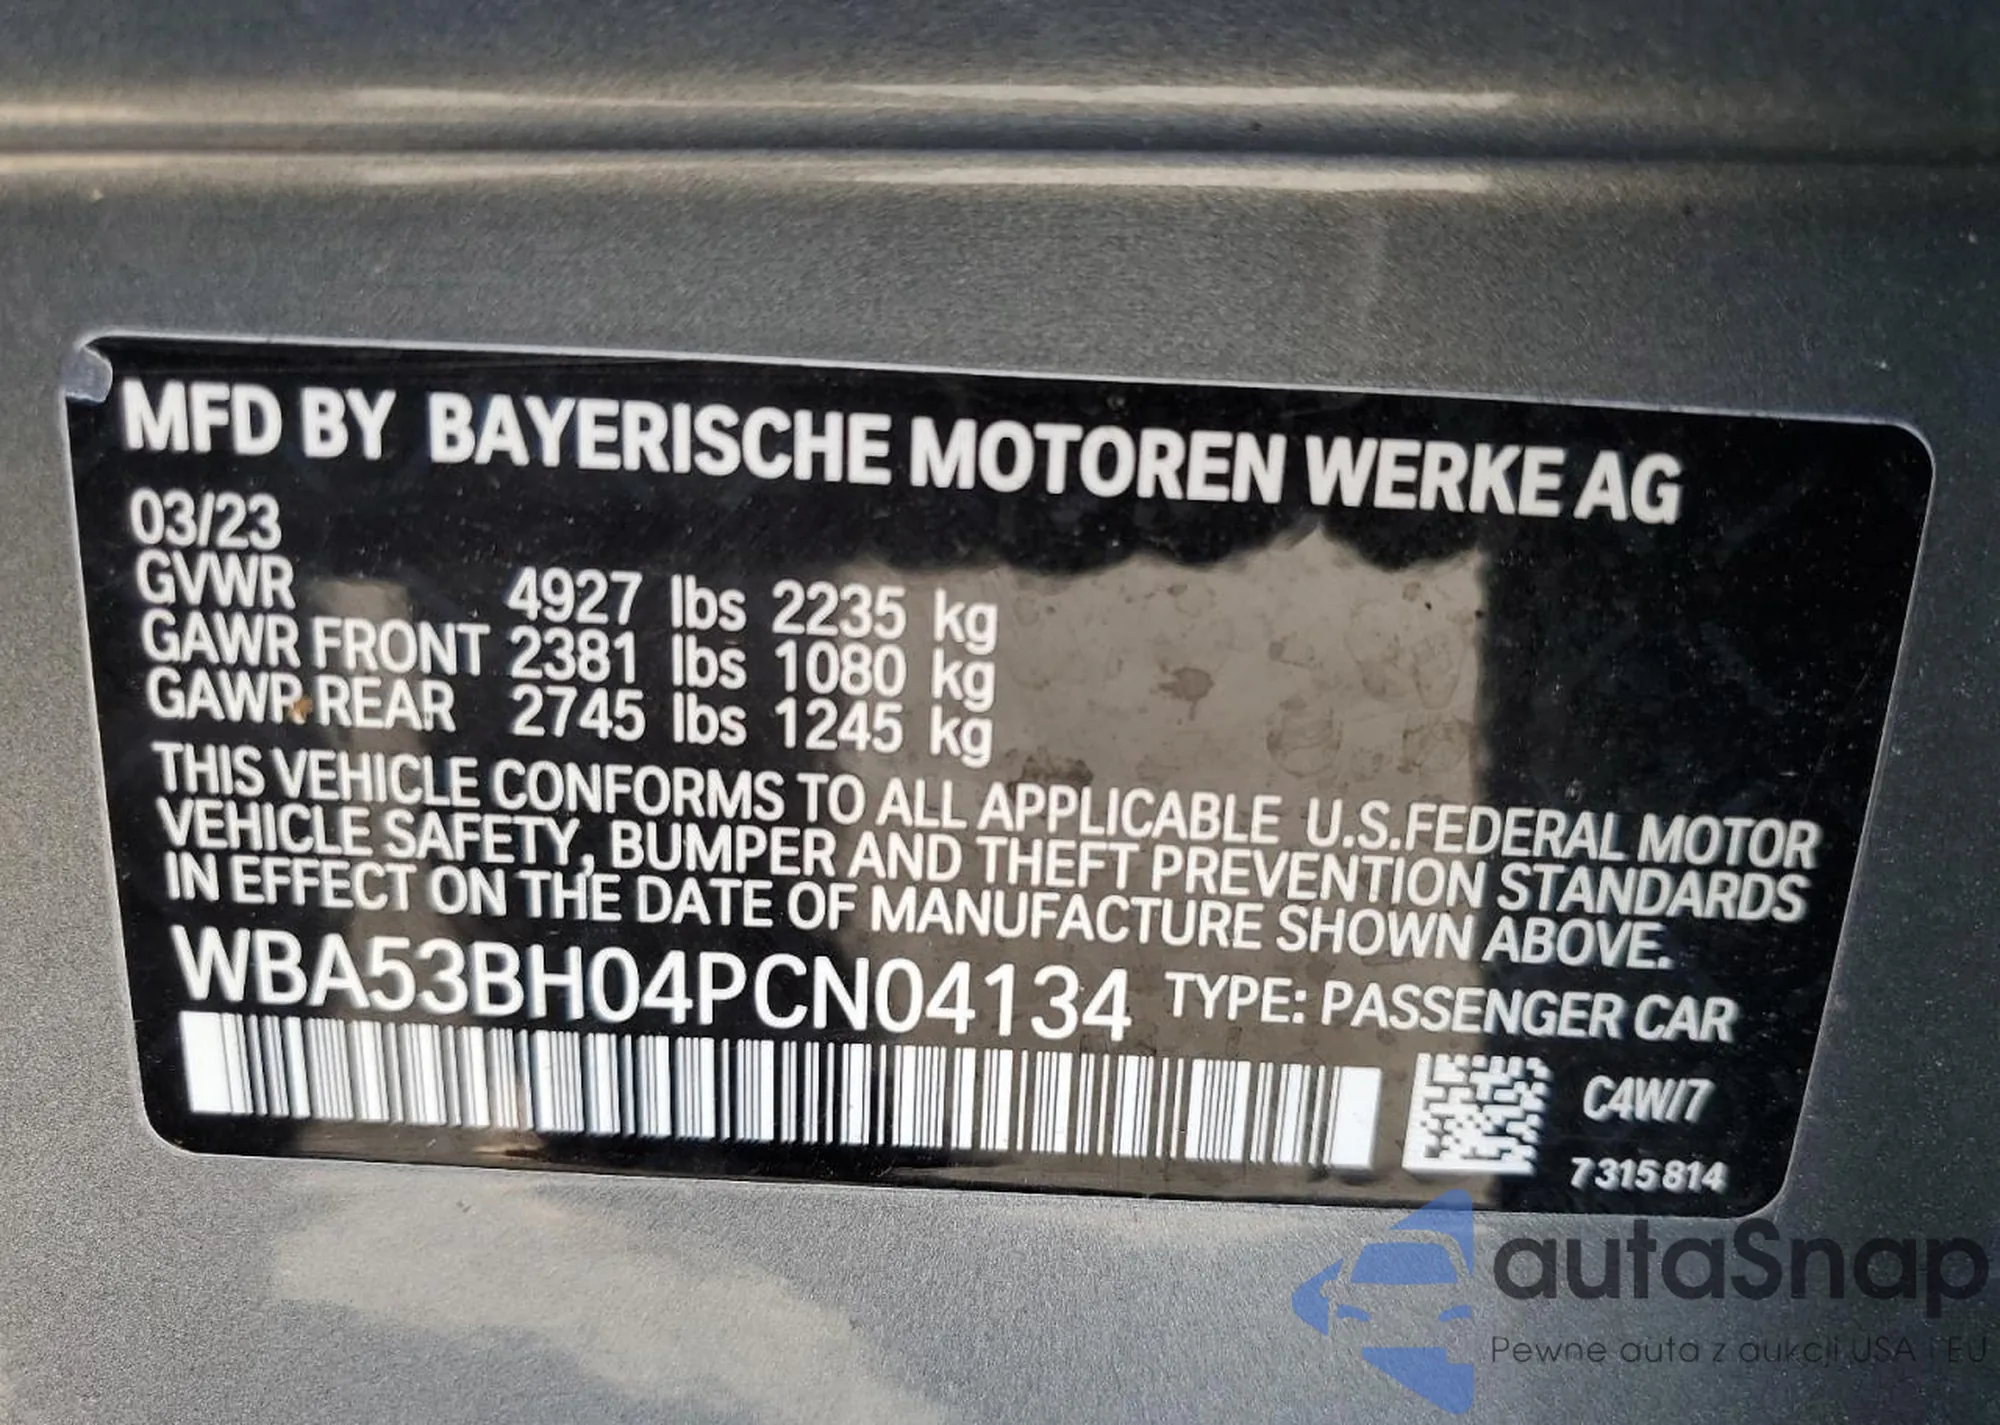 MFD BY BAYERISCHE MOTOREN WERKE AG
03/23
GVWR 4927 lbs 2235 kg
GAWR FRONT 2381 lbs 1080 kg
GAWR REAR 2745 lbs 1245 kg
THIS VEHICLE CONFORMS TO ALL APPLICABLE U.S.FEDERAL MOTOR
VEHICLE SAFETY, BUMPER AND THEFT PREVENTION STANDARDS
IN EFFECT ON THE DATE OF MANUFACTURE SHOWN ABOVE.
WBA53BH04PCN04134 TYPE: PASSENGER CAR
C4W/7
7 315 814
autaSnap
Pewne auta z aukcji USA i EU